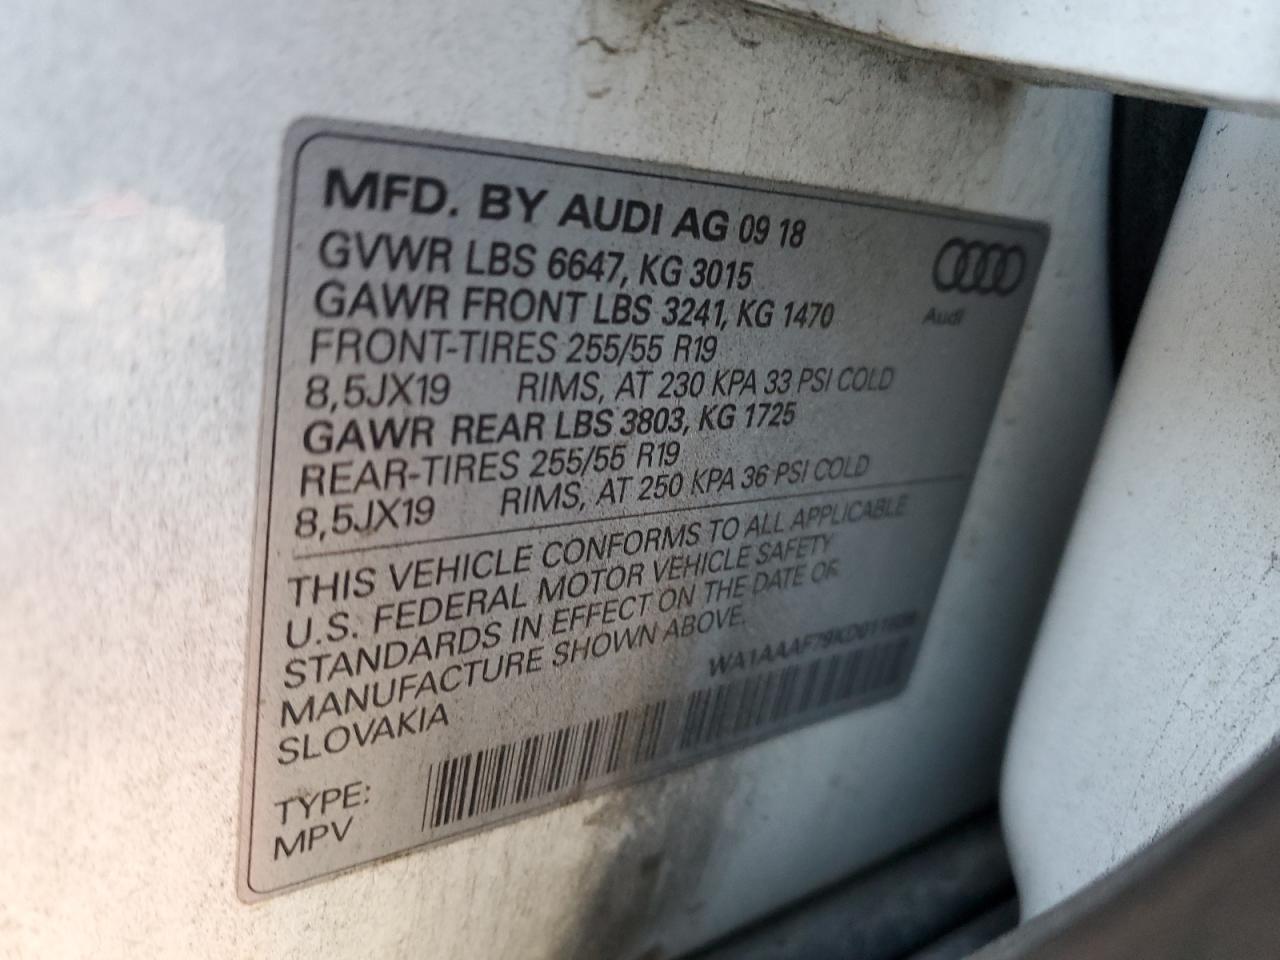 MFD. BY AUDI AG 09 18
GVWR LBS 6647, KG 3015
GAWR FRONT LBS 3241, KG 1470
Audi
FRONT-TIRES 255/55 R19
8,5JX19 RIMS, AT 230 KPA 33 PSI COLD
GAWR REAR LBS 3803, KG 1725
REAR-TIRES 255/55 R19
8,5JX19 RIMS, AT 250 KPA 36 PSI COLD
THIS VEHICLE CONFORMS TO ALL APPLICABLE
U.S. FEDERAL MOTOR VEHICLE SAFETY
STANDARDS IN EFFECT ON THE DATE OF
MANUFACTURE SHOWN ABOVE.
SLOVAKIA
TYPE:
MPV